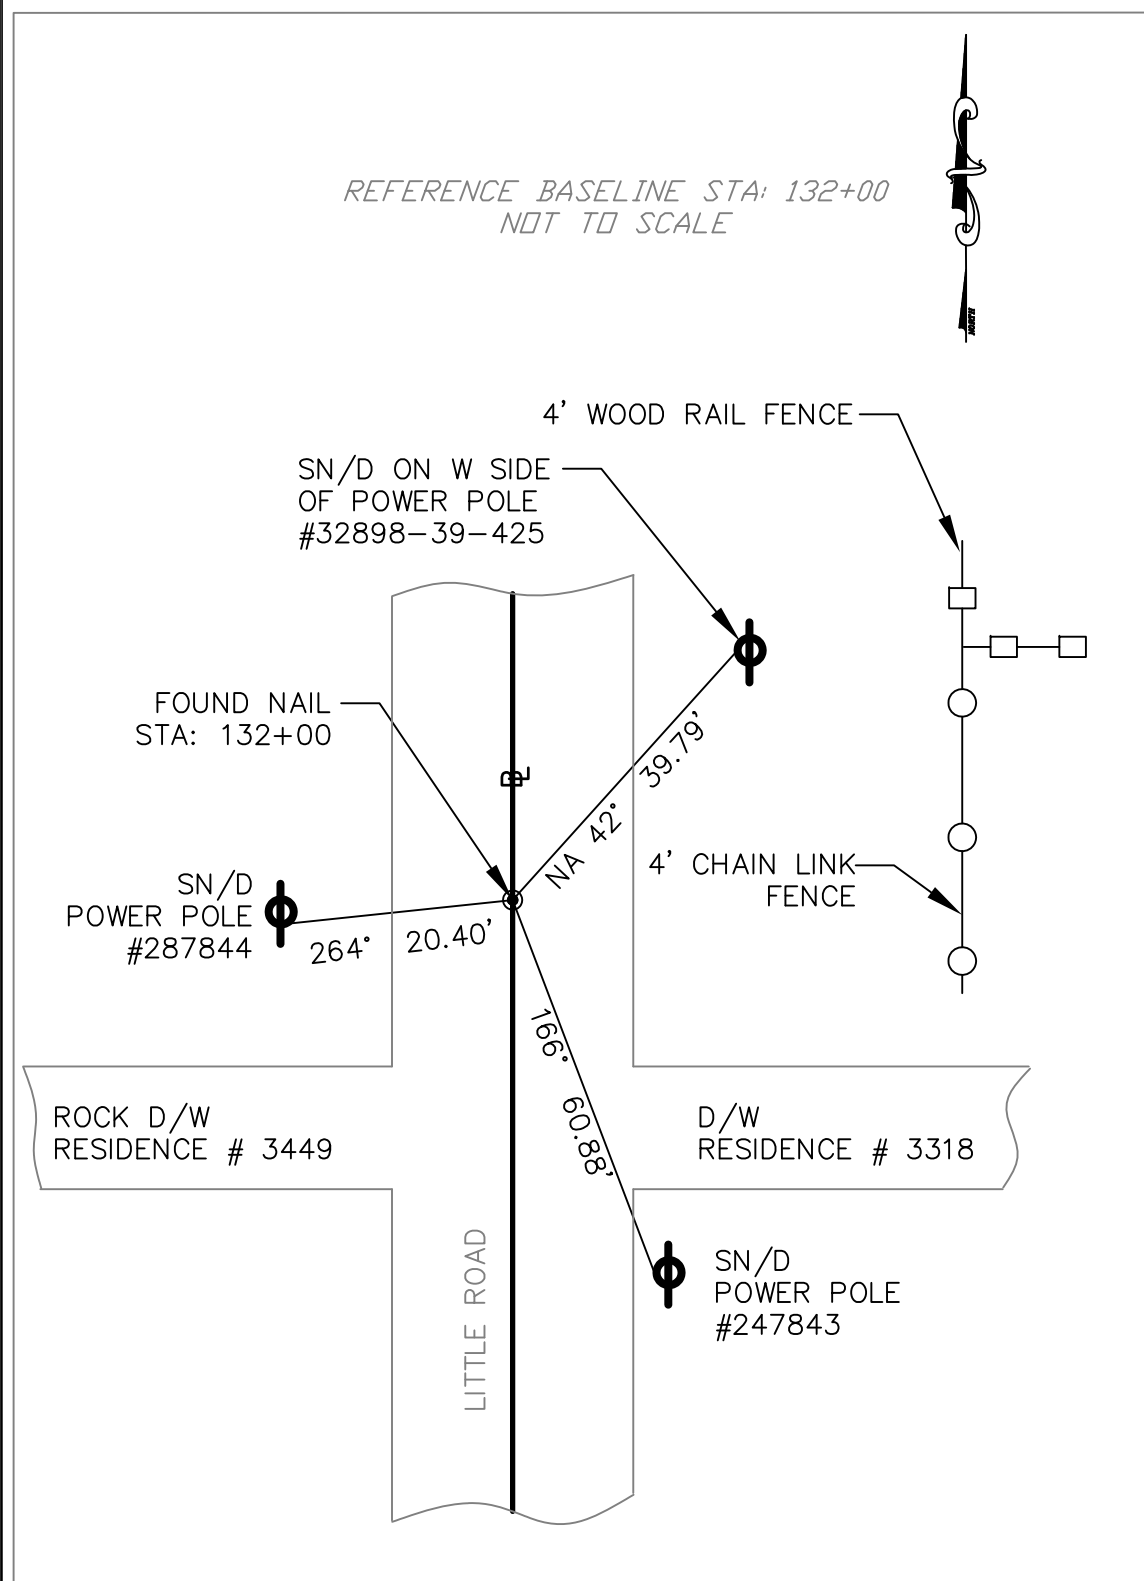 REFERENCE BASELINE STA: 132+00
NOT TO SCALE
NORTH
4' WOOD RAIL FENCE
SN/D ON W SIDE
OF POWER POLE
#32898-39-425
FOUND NAIL
STA: 132+00
BL
39.79'
NA 42°
4' CHAIN LINK
FENCE
SN/D
POWER POLE
#287844
264° 20.40'
166° 60.88'
ROCK D/W
RESIDENCE # 3449
D/W
RESIDENCE # 3318
LITTLE ROAD
SN/D
POWER POLE
#247843